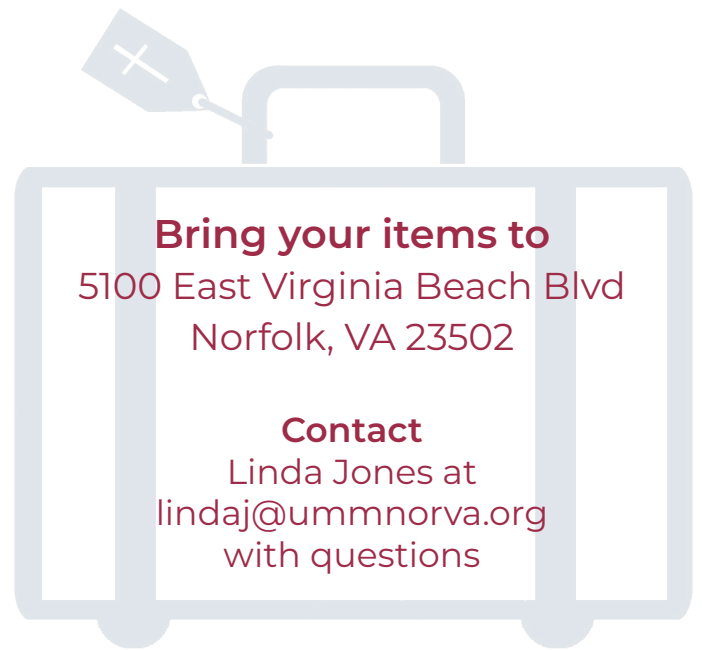 Bring your items to
5100 East Virginia Beach Blvd
Norfolk, VA 23502
Contact
Linda Jones at
lindaj@ummnorva.org
with questions